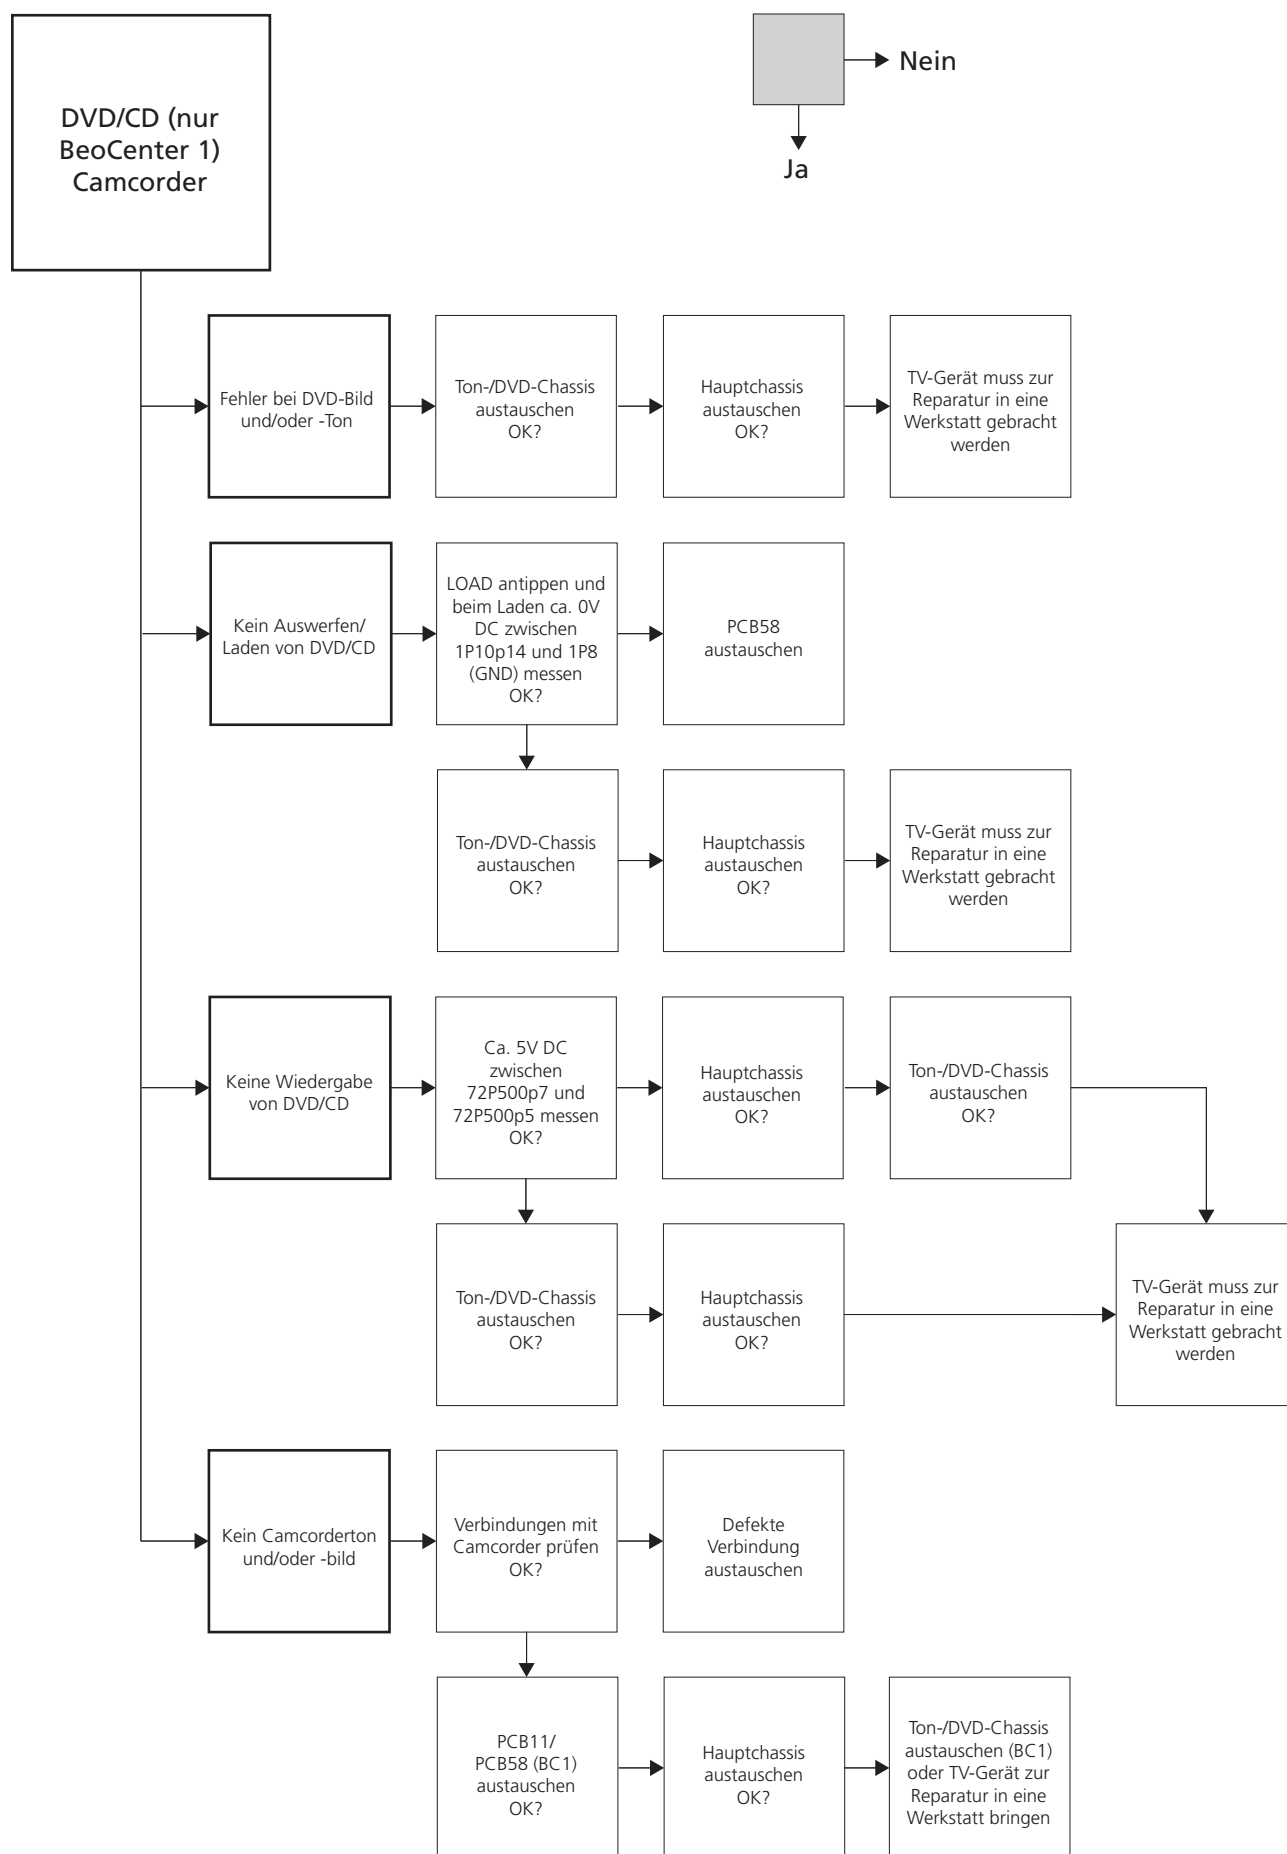 DVD/CD (nur
BeoCenter 1)
Camcorder
Nein
Ja
Fehler bei DVD-Bild
und/oder -Ton
Ton-/DVD-Chassis
austauschen
OK?
Hauptchassis
austauschen
OK?
TV-Gerät muss zur
Reparatur in eine
Werkstatt gebracht
werden
Kein Auswerfen/
Laden von DVD/CD
LOAD antippen und
beim Laden ca. 0V
DC zwischen
1P10p14 und 1P8
(GND) messen
OK?
PCB58
austauschen
Ton-/DVD-Chassis
austauschen
OK?
Hauptchassis
austauschen
OK?
TV-Gerät muss zur
Reparatur in eine
Werkstatt gebracht
werden
Keine Wiedergabe
von DVD/CD
Ca. 5V DC
zwischen
72P500p7 und
72P500p5 messen
OK?
Hauptchassis
austauschen
OK?
Ton-/DVD-Chassis
austauschen
OK?
Ton-/DVD-Chassis
austauschen
OK?
Hauptchassis
austauschen
OK?
TV-Gerät muss zur
Reparatur in eine
Werkstatt gebracht
werden
Kein Camcorderton
und/oder -bild
Verbindungen mit
Camcorder prüfen
OK?
Defekte
Verbindung
austauschen
PCB11/
PCB58 (BC1)
austauschen
OK?
Hauptchassis
austauschen
OK?
Ton-/DVD-Chassis
austauschen (BC1)
oder TV-Gerät zur
Reparatur in eine
Werkstatt bringen